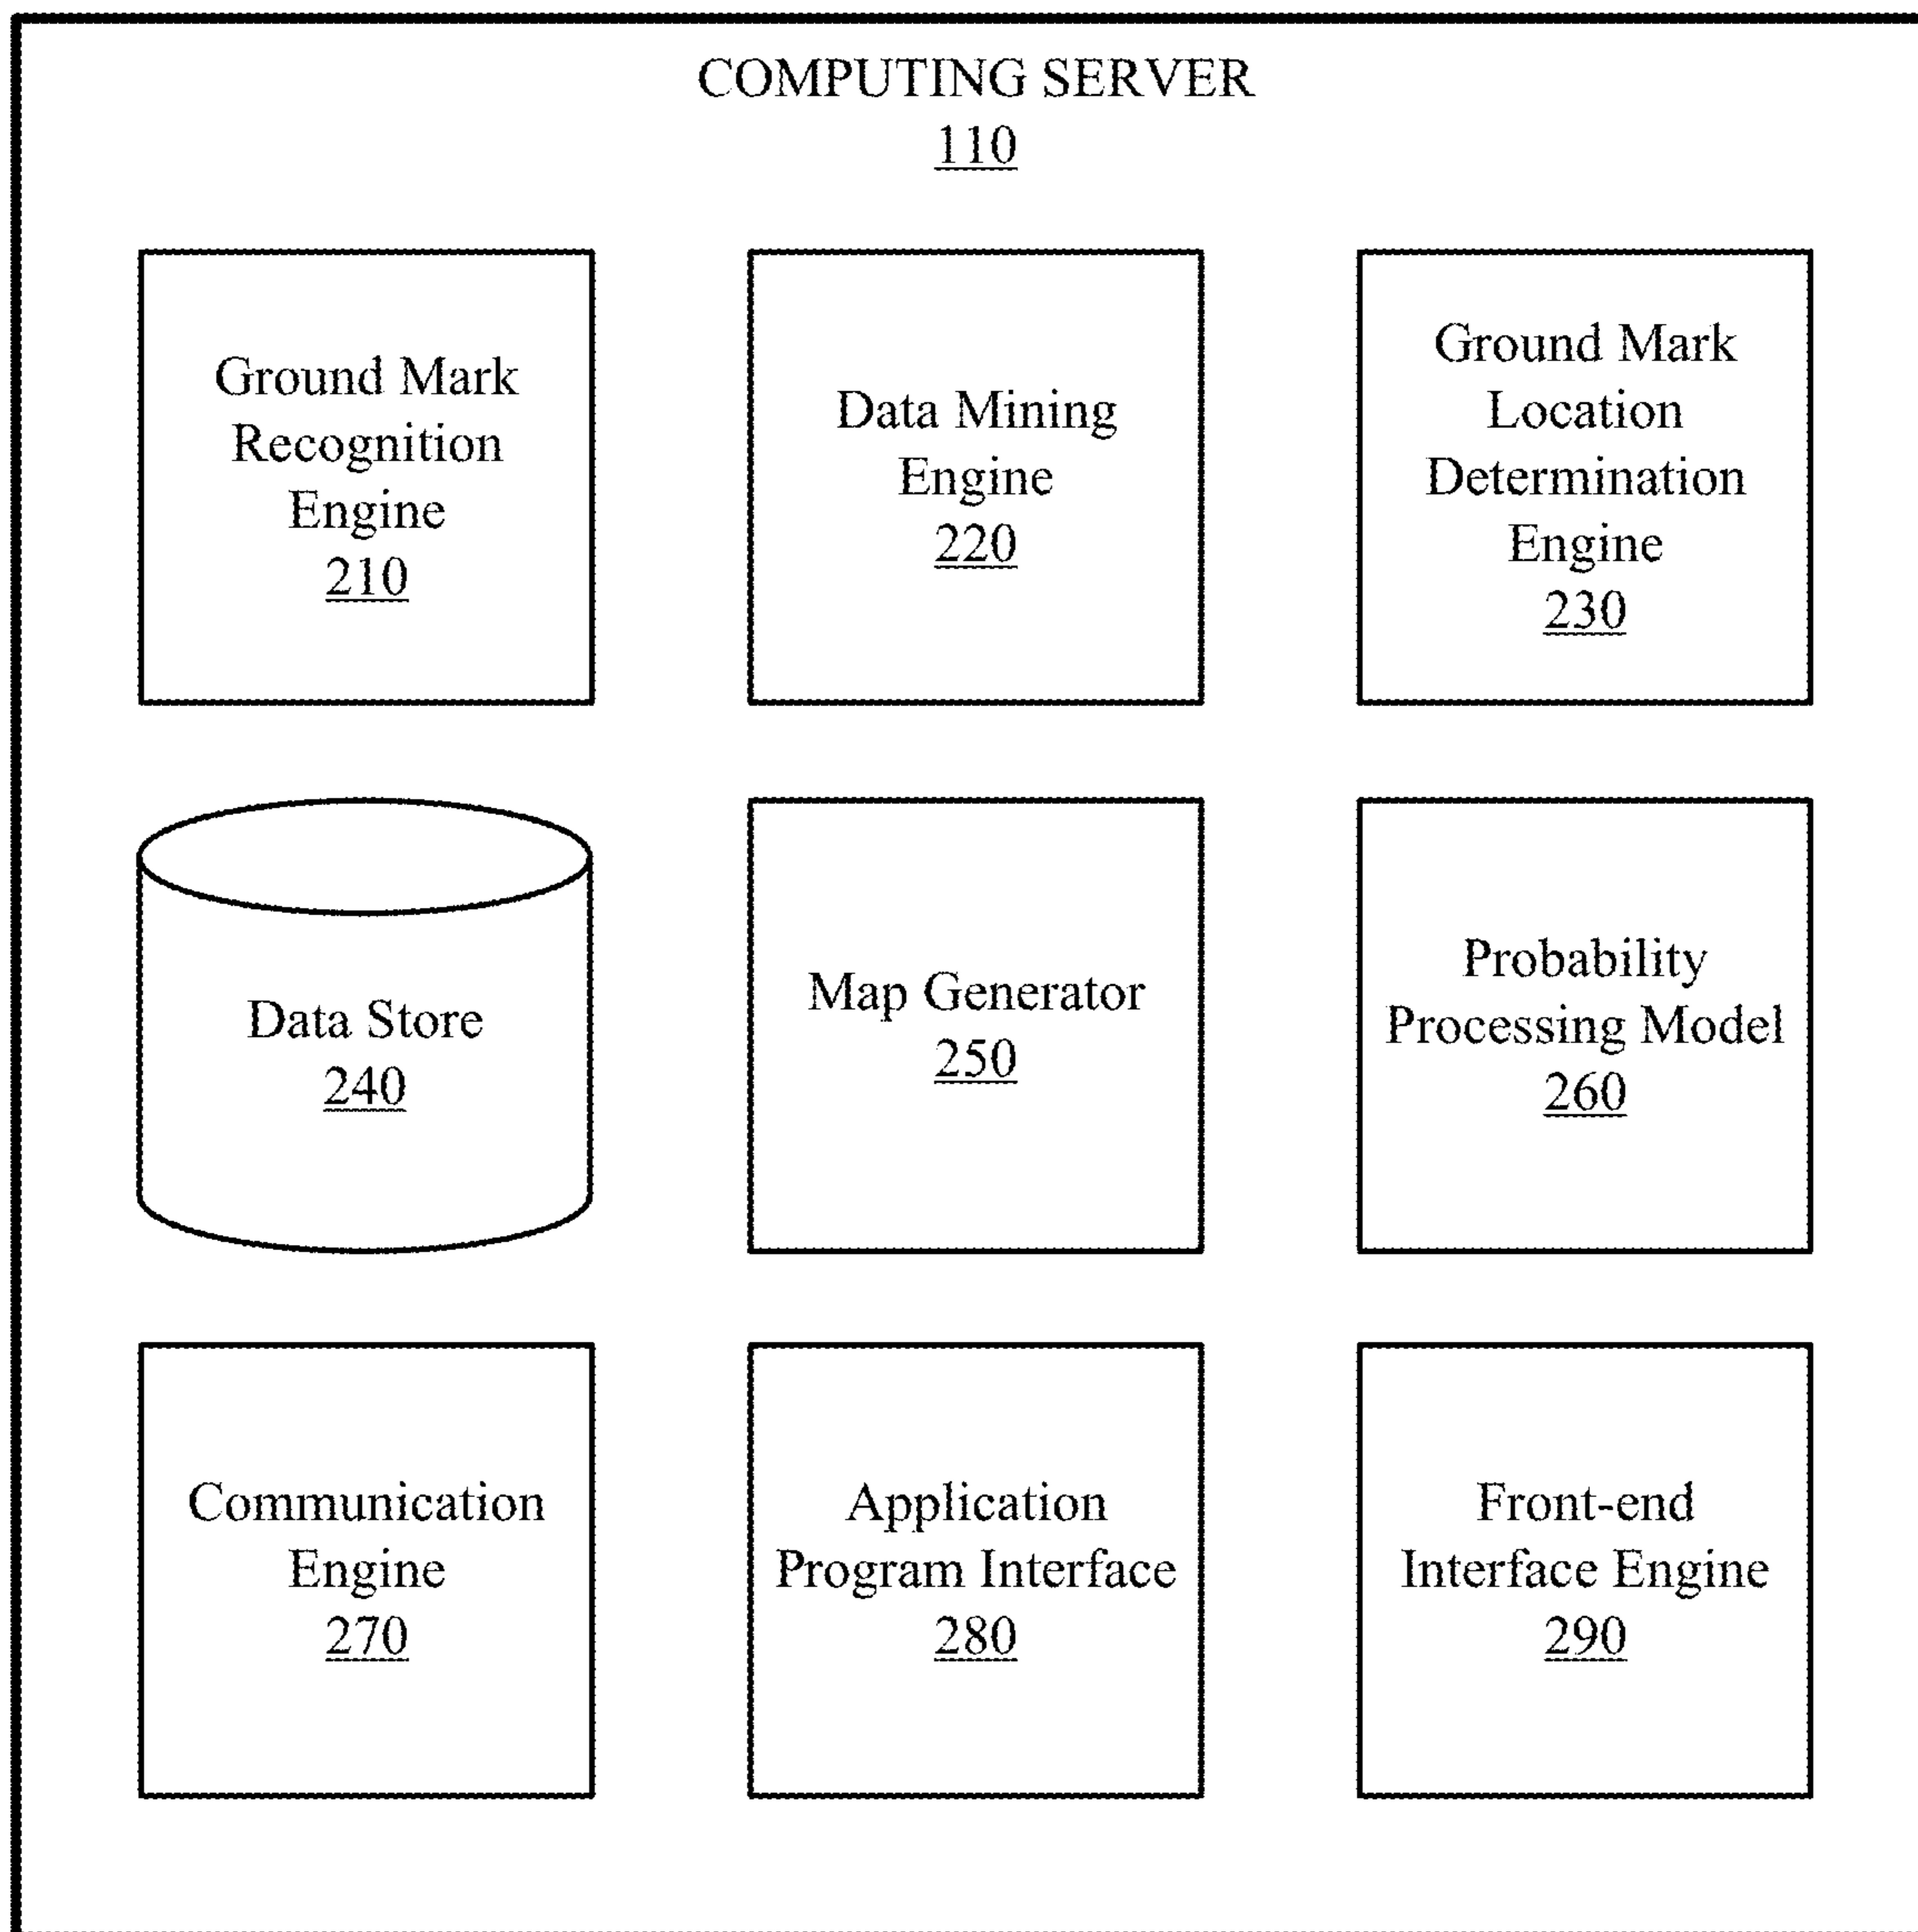 COMPUTING SERVER
110
Ground Mark
Recognition
Engine
210
Data Mining
Engine
220
Ground Mark
Location
Determination
Engine
230
Data Store
240
Map Generator
250
Probability
Processing Model
260
Communication
Engine
270
Application
Program Interface
280
Front-end
Interface Engine
290